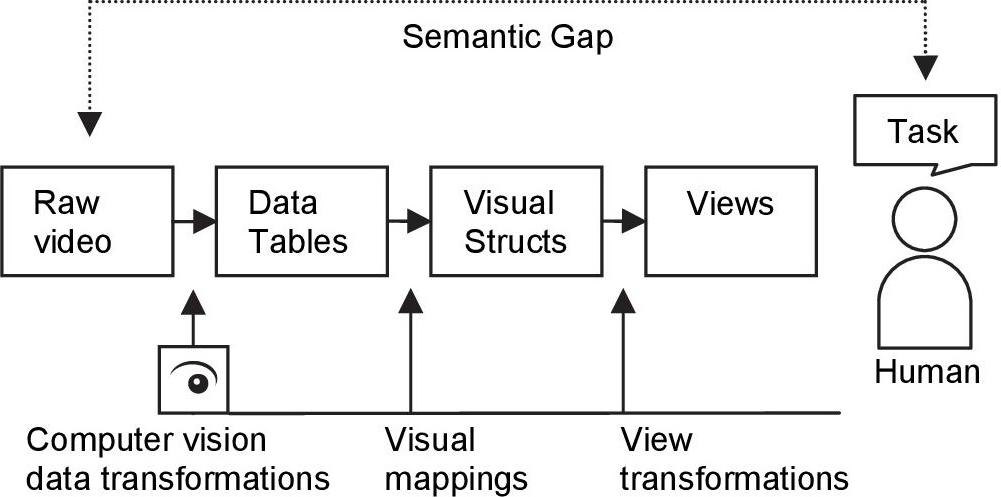 Semantic Gap
Task
Raw
video
Data
Tables
Visual
Structs
Views
Human
Computer vision
data transformations
Visual
mappings
View
transformations